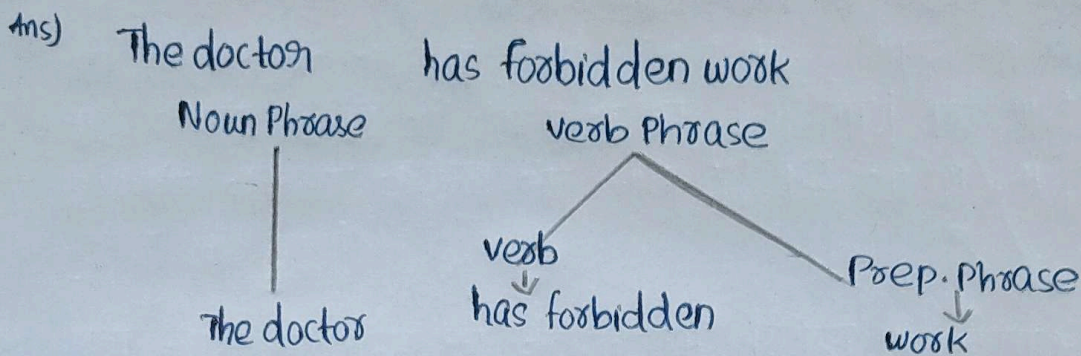 Ans) The doctor has forbidden work
Noun Phrase verb Phrase
verb Prep. Phrase
The doctor has forbidden work